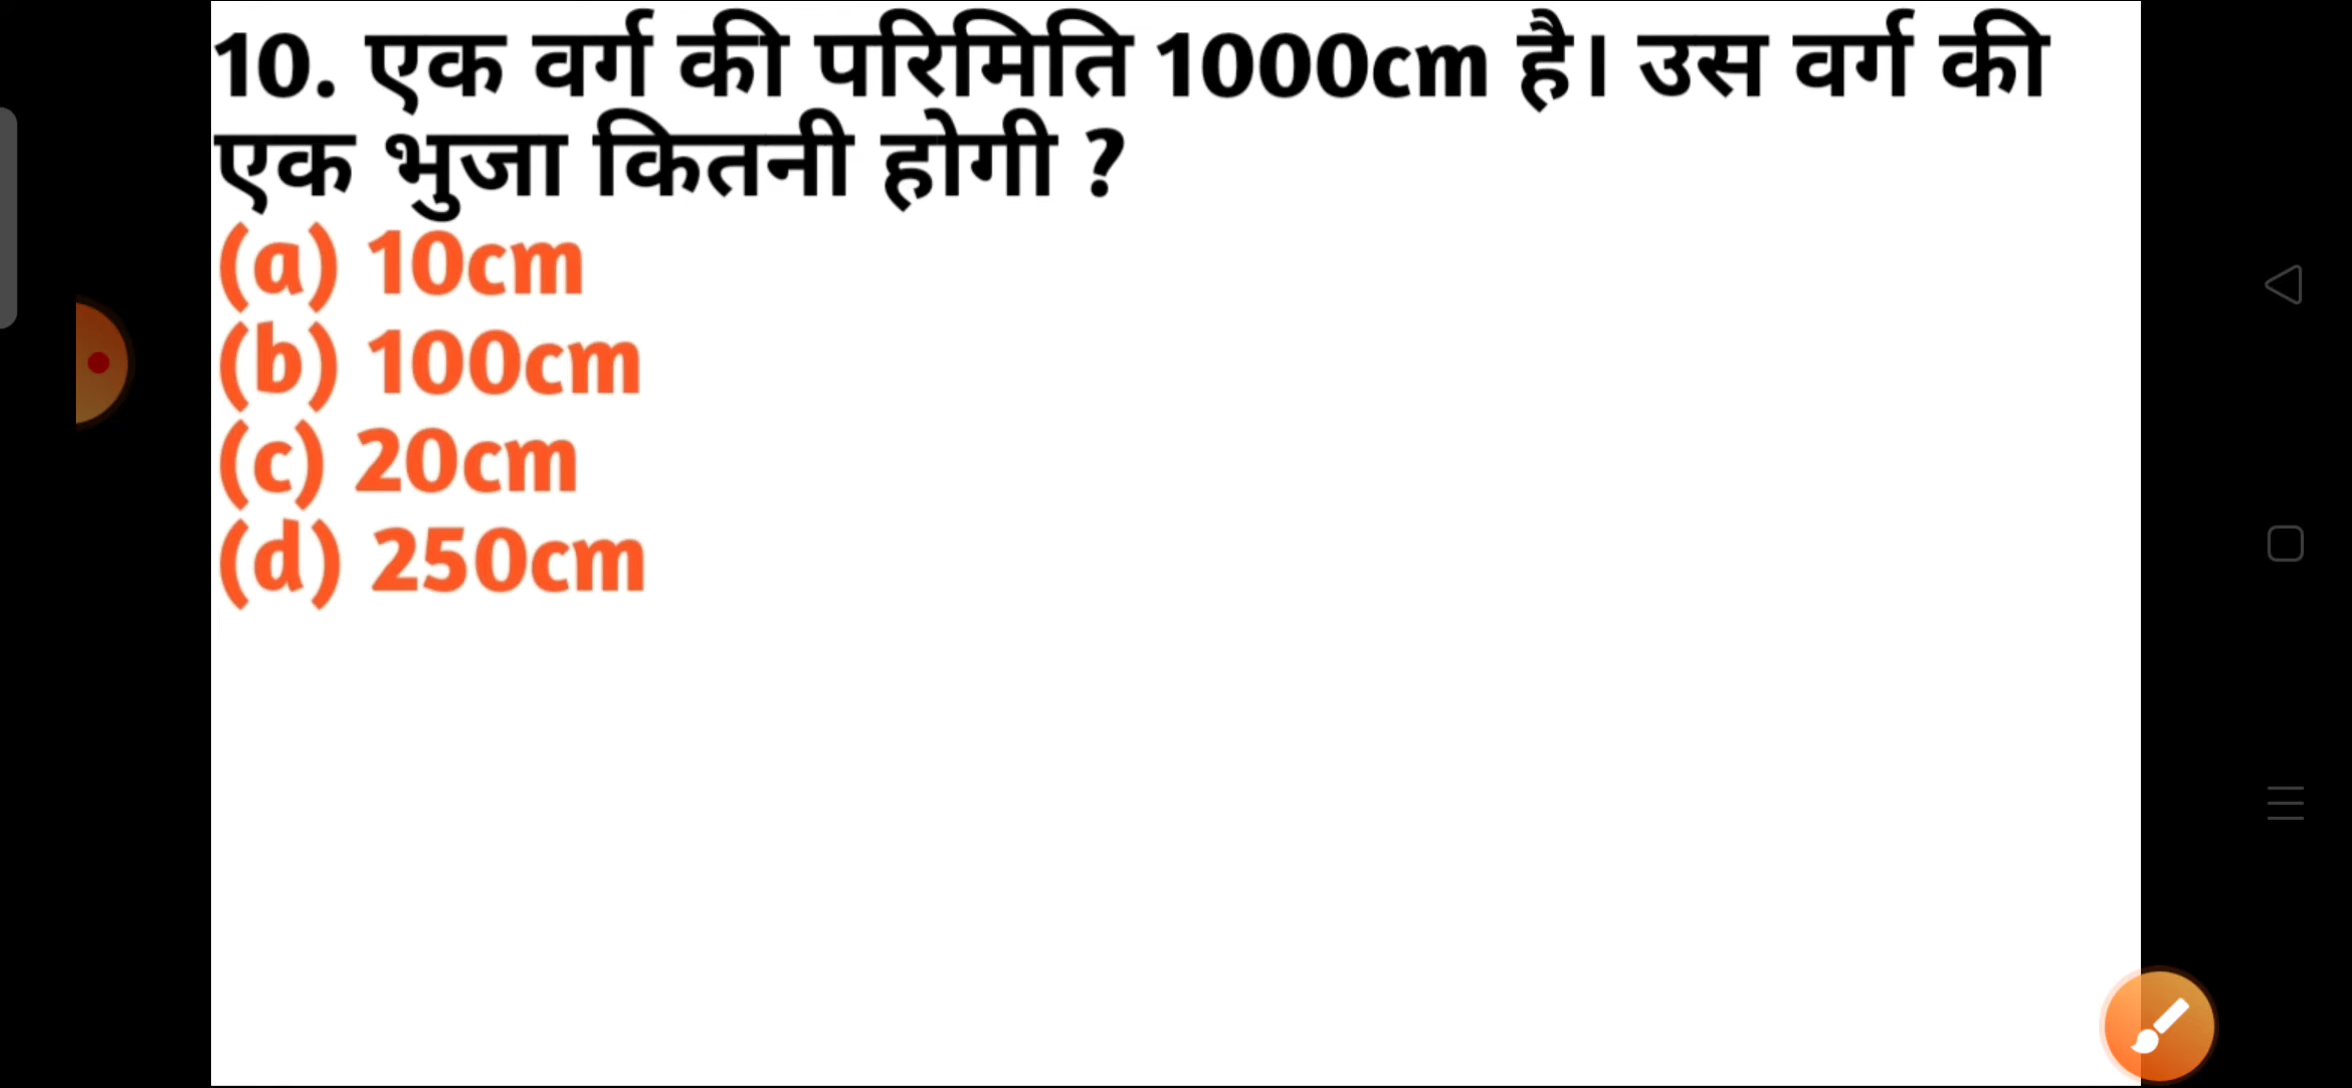 10. एक वर्ग की परिमिति 1000cm है। उस वर्ग की
एक भुजा कितनी होगी ?
(a) 10cm
(b) 100cm
(c) 20cm
(d) 250cm